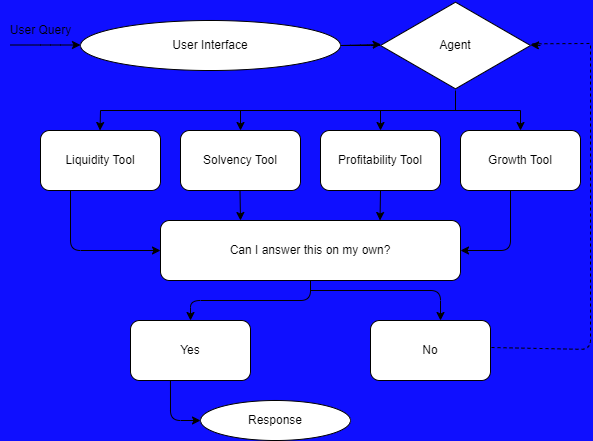 User Query
User Interface
Agent
Liquidity Tool
Solvency Tool
Profitability Tool
Growth Tool
Can I answer this on my own?
Yes
No
Response